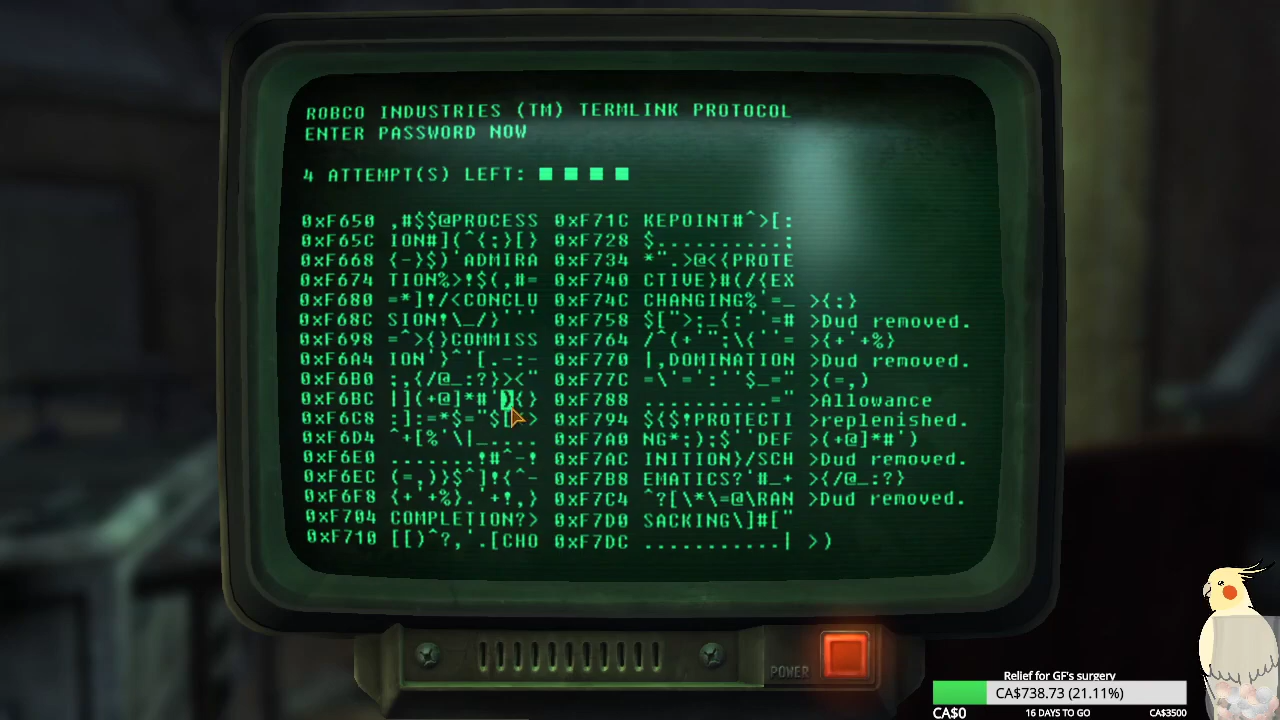 ROBCO INDUSTRIES (TM) TERMLINK PROTOCOL
ENTER PASSWORD NOW
4 ATTEMPT(S) LEFT: ■ ■ ■ ■
0xF650 ,#$$@PROCESS 0xF71C KEPOINT#^>[:
0xF65C ION#](^{;}[} 0xF728 $..........;
0xF668 {-}$)'ADMIRA 0xF734 *".>@<{PROTE
0xF674 TION%>!$(,#= 0xF740 CTIVE}#(/{EX
0xF680 =*]!/<CONCLU 0xF74C CHANGING%'=_ >{;}
0xF68C SION!\_/}''' 0xF758 $[">;_{:''=# >Dud removed.
0xF698 =^>{}COMMISS 0xF764 /^(+'";\{''= >{+'+%}
0xF6A4 ION'}^'[.-:- 0xF770 |,DOMINATION >Dud removed.
0xF6B0 :,{/@_:?}><" 0xF77C =\'=':''$_=" >(=,)
0xF6BC |](+@]*#'){} 0xF788 .........=" >Allowance
0xF6C8 :]:=*$="$[ > 0xF794 ${$!PROTECTI >replenished.
0xF6D4 ^+[%'\|_.... 0xF7A0 NG*;);$''DEF >(+@]*#')
0xF6E0 .......!#^-! 0xF7AC INITION}/SCH >Dud removed.
0xF6EC (=,)}$^]!{^- 0xF7B8 EMATICS?'#_+ >{/@_:?}
0xF6F8 {+'+%}.'+!,} 0xF7C4 ^?[\*\=@\RAN >Dud removed.
0xF704 COMPLETION?> 0xF7D0 SACKING\]#["
0xF710 [[)^?,'.[CHO 0xF7DC ...........| >)
POWER
Relief for GF's surgery
CA$738.73 (21.11%)
CA$0 16 DAYS TO GO CA$3500